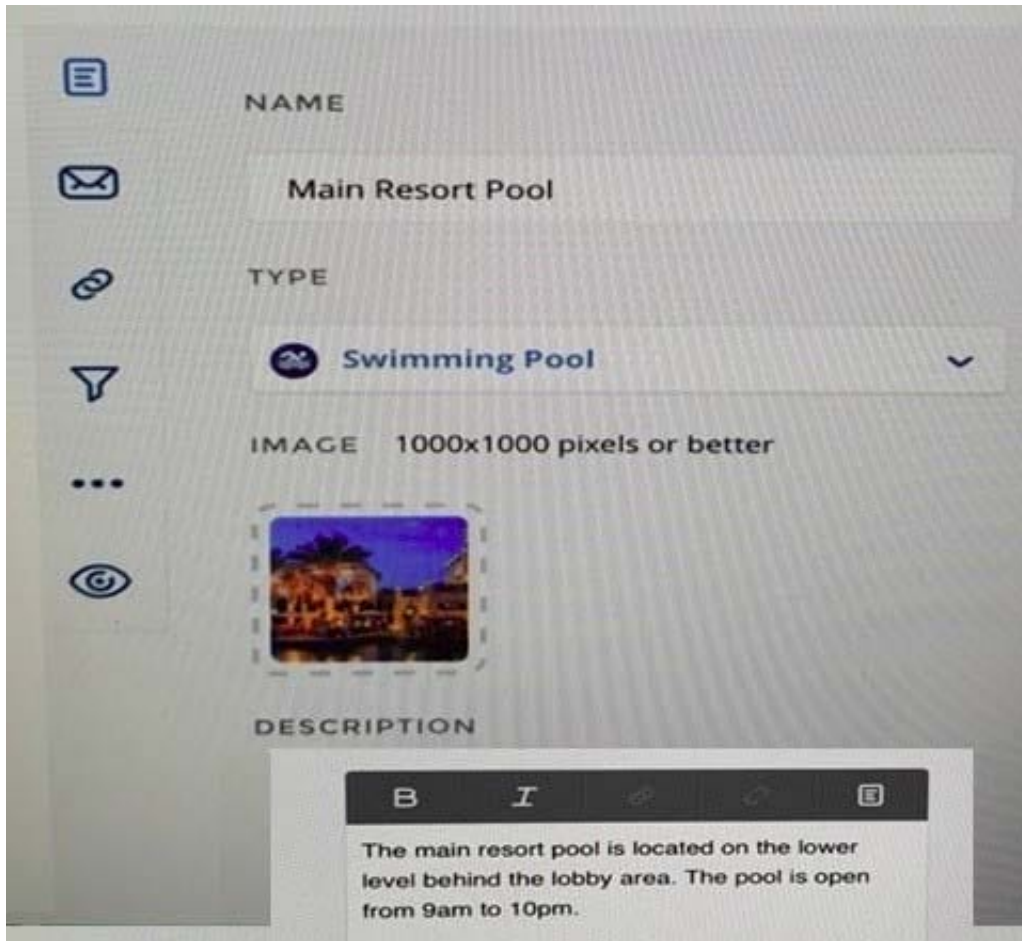 NAME
Main Resort Pool
TYPE
Swimming Pool
IMAGE 1000x1000 pixels or better
DESCRIPTION
B I
The main resort pool is located on the lower
level behind the lobby area. The pool is open
from 9am to 10pm.